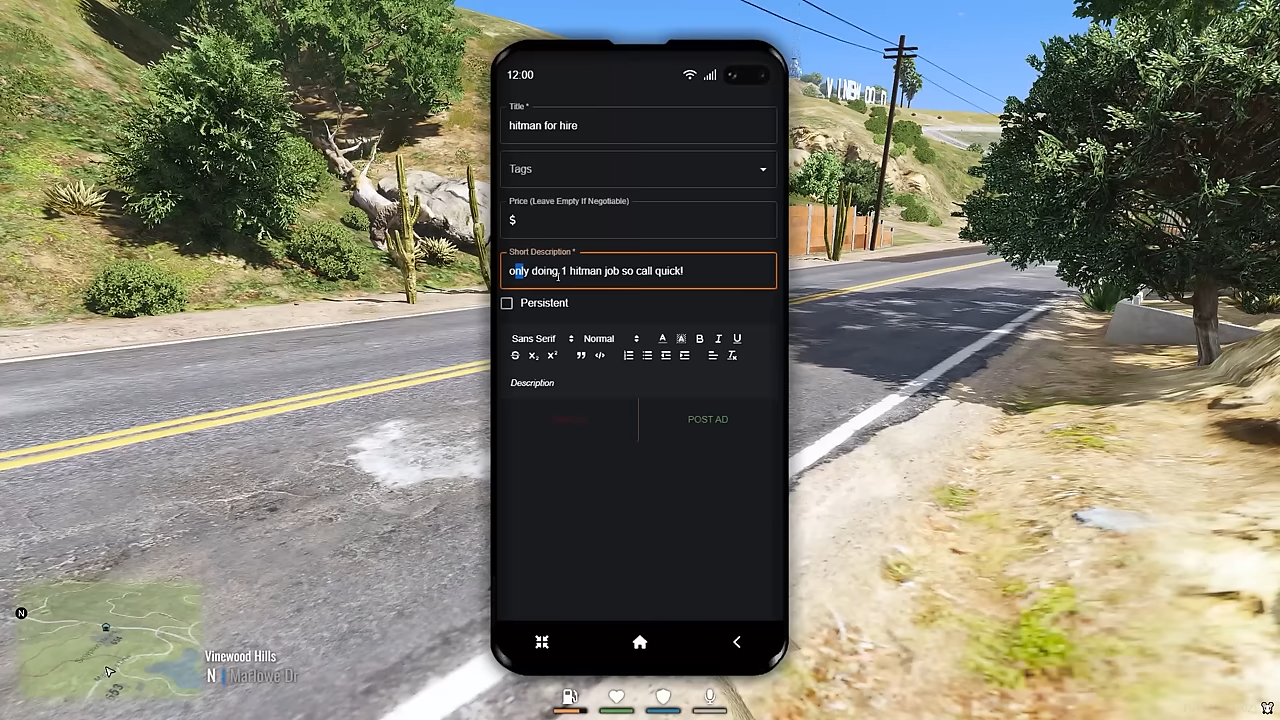 12:00
Title *
hitman for hire
Tags
Price (Leave Empty If Negotiable)
$
Short Description *
only doing 1 hitman job so call quick!
Persistent
Sans Serif Normal
Description
POST AD
N
Vinewood Hills
N Marlowe Dr